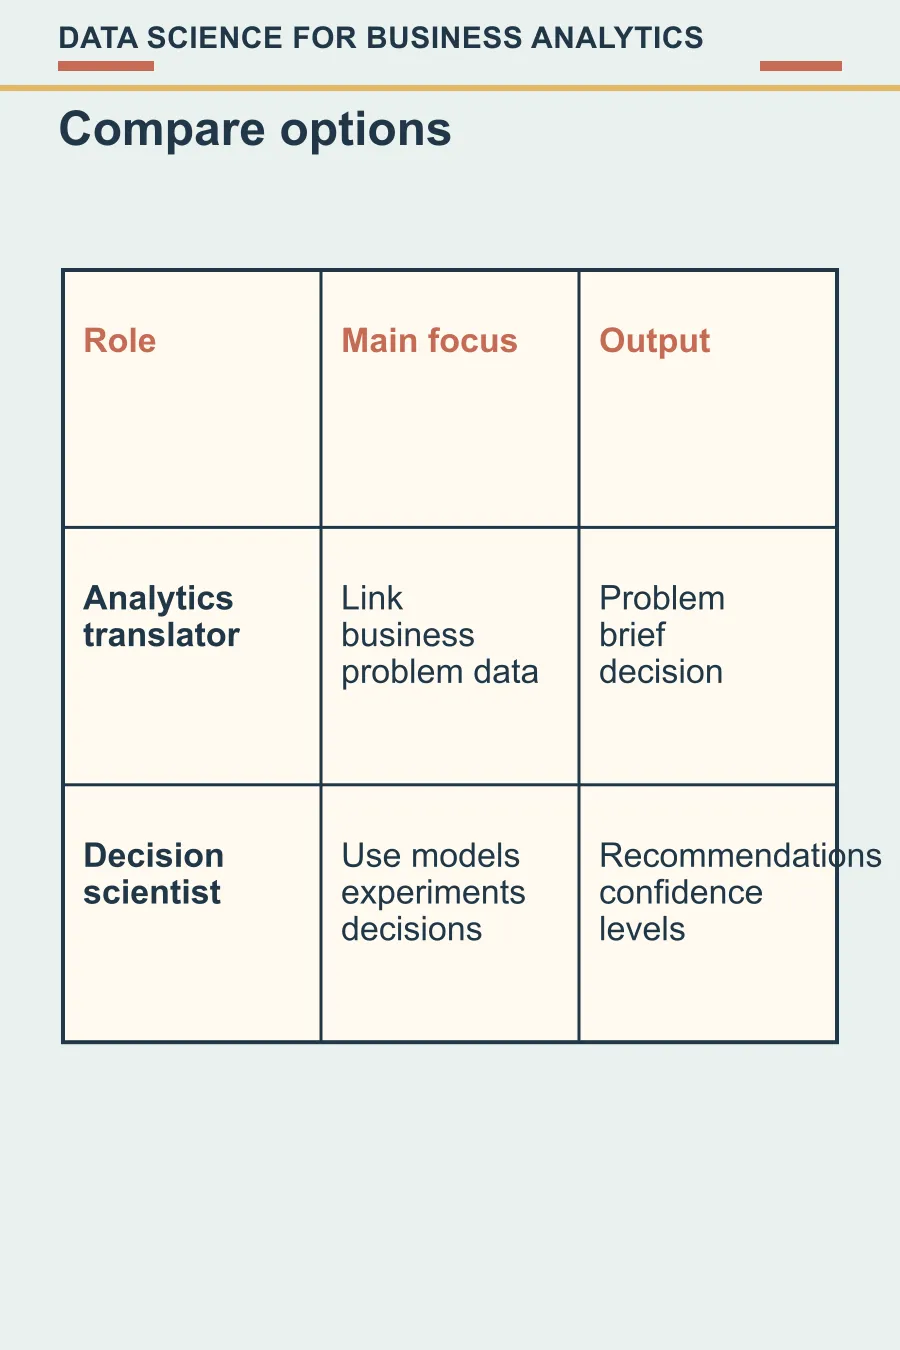 DATA SCIENCE FOR BUSINESS ANALYTICS
Compare options
Role
Main focus
Output
Analytics
translator
Link
business
problem data
Problem
brief
decision
Decision
scientist
Use models
experiments
decisions
Recommendations
confidence
levels